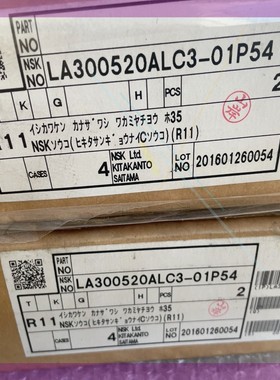 PART NO
NSK NO
LA300520ALC3-01P54
K
G
H
PCS
2
R11
イシカワケン カナザワシ ワカミヤチョウ ホ35
NSKソウコ(ヒキタサンギョウナイCソウコ)(R11)
CASES
4
NSK Ltd.
KITAKANTO
SAITAMA
LOT NO
201601260054
PART NO
NSK NO
LA300520ALC3-01P54
T
K
G
H
PCS
2
R11
イシカワケン カナザワシ ワカミヤチョウ ホ35
NSKソウコ(ヒキタサンギョウナイCソウコ)(R11)
CASES
4
NSK Ltd.
KITAKANTO
SAITAMA
LOT NO
201601260054